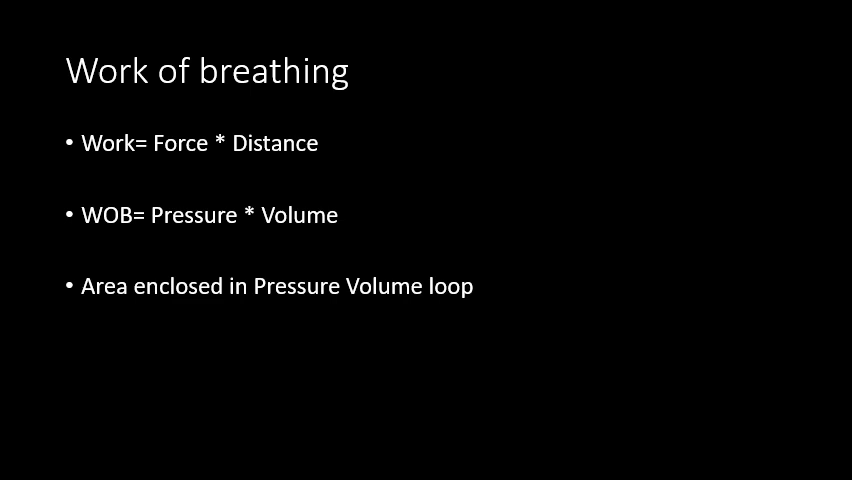 Work of breathing
• Work= Force * Distance
• WOB= Pressure * Volume
• Area enclosed in Pressure Volume loop